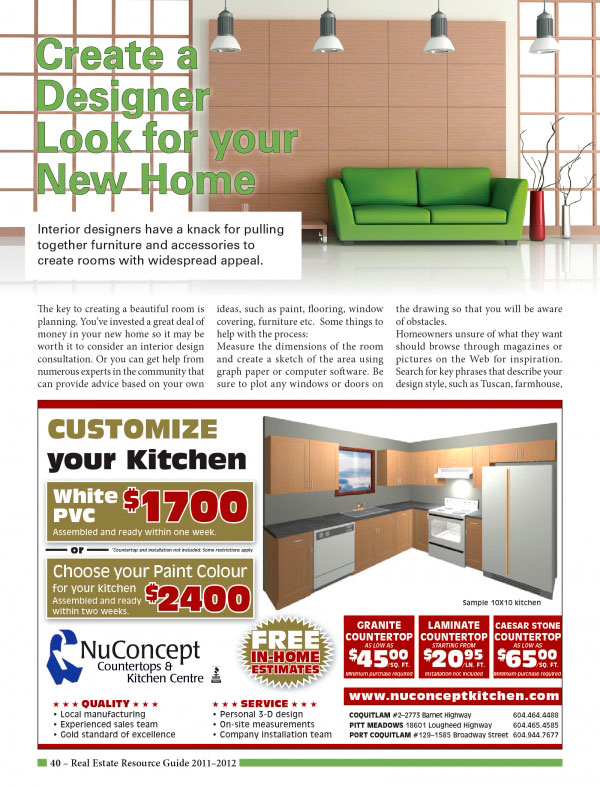 Create a
Designer
Look for your
New Home
Interior designers have a knack for pulling
together furniture and accessories to
create rooms with widespread appeal.
The key to creating a beautiful room is
planning. You've invested a great deal of
money in your new home so it may be
worth it to consider an interior design
consultation. Or you can get help from
numerous experts in the community that
can provide advice based on your own
ideas, such as paint, flooring, window
covering, furniture etc. Some things to
help with the process:
Measure the dimensions of the room
and create a sketch of the area using
graph paper or computer software. Be
sure to plot any windows or doors on
the drawing so that you will be aware
of obstacles.
Homeowners unsure of what they want
should browse through magazines or
pictures on the Web for inspiration.
Search for key phrases that describe your
design style, such as Tuscan, farmhouse,
CUSTOMIZE
your Kitchen
White
PVC
$1700
Assembled and ready within one week.
or
*Countertop and installation not included. Some restrictions apply.
Choose your Paint Colour
for your kitchen
Assembled and ready
within two weeks.
$2400
Sample 10X10 kitchen
NuConcept
Countertops &
Kitchen Centre
FREE
IN-HOME
ESTIMATES
GRANITE
COUNTERTOP
AS LOW AS
$45.00/SQ. FT.
Minimum purchase required
LAMINATE
COUNTERTOP
STARTING FROM
$20.95/LN. FT.
Installation not included
CAESAR STONE
COUNTERTOP
AS LOW AS
$65.00/SQ. FT.
Minimum purchase required
www.nuconceptkitchen.com
★ ★ ★ QUALITY ★ ★ ★
• Local manufacturing
• Experienced sales team
• Gold standard of excellence
★ ★ ★ SERVICE ★ ★ ★
• Personal 3-D design
• On-site measurements
• Company installation team
COQUITLAM #2–2773 Barnet Highway 604.464.4488
PITT MEADOWS 18601 Lougheed Highway 604.465.4585
PORT COQUITLAM #129–1585 Broadway Street 604.944.7677
40 – Real Estate Resource Guide 2011–2012